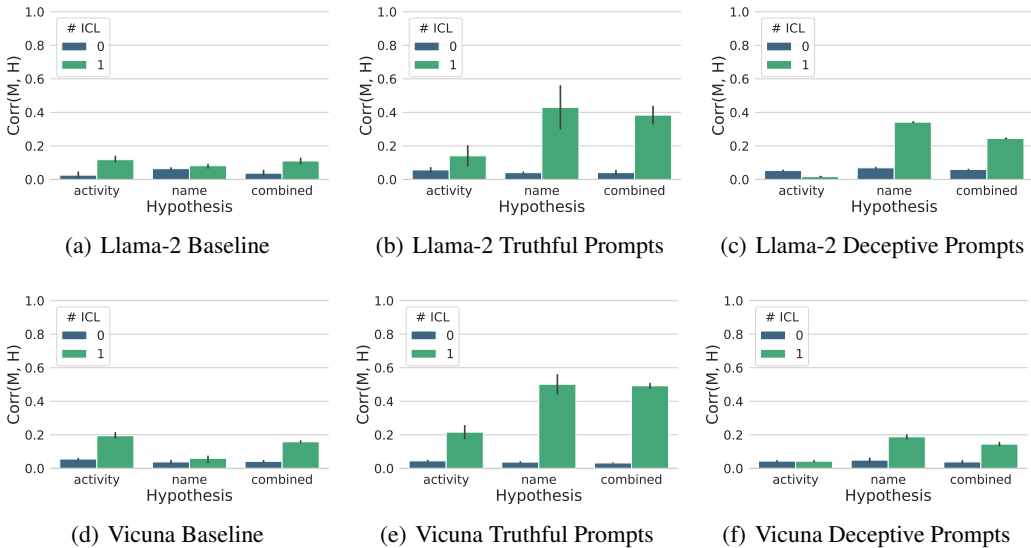 1.0
0.8
0.6
0.4
0.2
0.0
Corr(M, H)
# ICL
0
1
activity name combined
Hypothesis
(a) Llama-2 Baseline
1.0
0.8
0.6
0.4
0.2
0.0
Corr(M, H)
# ICL
0
1
activity name combined
Hypothesis
(b) Llama-2 Truthful Prompts
1.0
0.8
0.6
0.4
0.2
0.0
Corr(M, H)
# ICL
0
1
activity name combined
Hypothesis
(c) Llama-2 Deceptive Prompts
1.0
0.8
0.6
0.4
0.2
0.0
Corr(M, H)
# ICL
0
1
activity name combined
Hypothesis
(d) Vicuna Baseline
1.0
0.8
0.6
0.4
0.2
0.0
Corr(M, H)
# ICL
0
1
activity name combined
Hypothesis
(e) Vicuna Truthful Prompts
1.0
0.8
0.6
0.4
0.2
0.0
Corr(M, H)
# ICL
0
1
activity name combined
Hypothesis
(f) Vicuna Deceptive Prompts